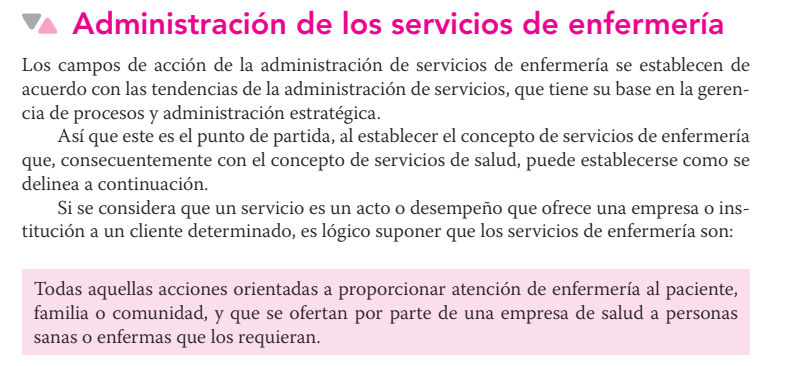 Administración de los servicios de enfermería
Los campos de acción de la administración de servicios de enfermería se establecen de
acuerdo con las tendencias de la administración de servicios, que tiene su base en la geren-
cia de procesos y administración estratégica.
Así que este es el punto de partida, al establecer el concepto de servicios de enfermería
que, consecuentemente con el concepto de servicios de salud, puede establecerse como se
delinea a continuación.
Si se considera que un servicio es un acto o desempeño que ofrece una empresa o ins-
titución a un cliente determinado, es lógico suponer que los servicios de enfermería son:
Todas aquellas acciones orientadas a proporcionar atención de enfermería al paciente,
familia o comunidad, y que se ofertan por parte de una empresa de salud a personas
sanas o enfermas que los requieran.